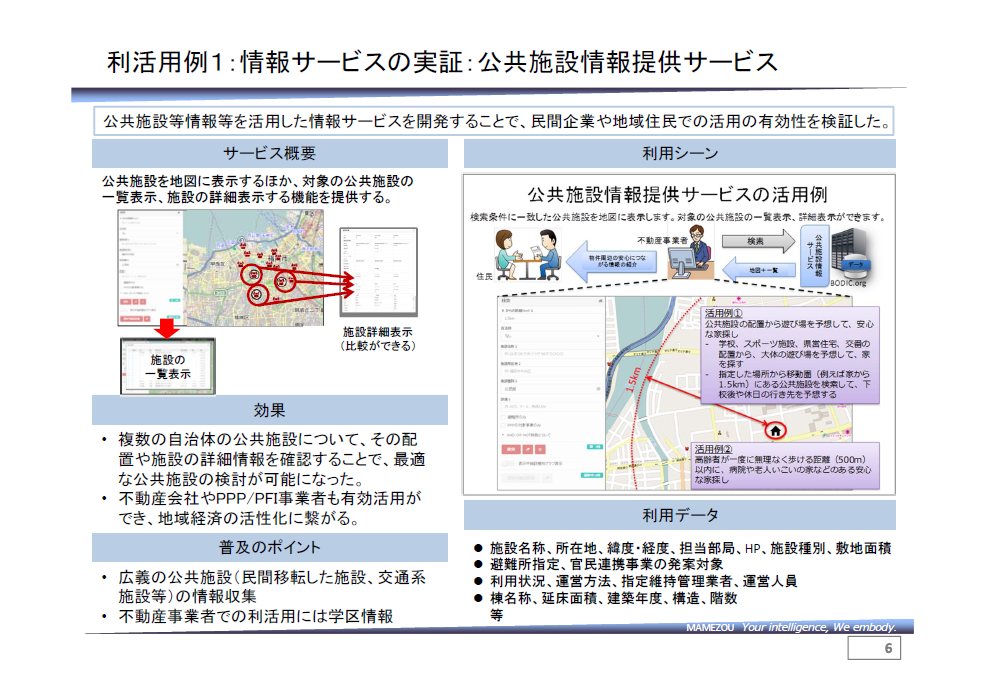 利活用例１：情報サービスの実証：公共施設情報提供サービス
公共施設等情報等を活用した情報サービスを開発することで、民間企業や地域住民での活用の有効性を検証した。
サービス概要
公共施設を地図に表示するほか、対象の公共施設の
一覧表示、施設の詳細表示する機能を提供する。
施設詳細表示
（比較ができる）
施設の
一覧表示
効果
• 複数の自治体の公共施設について、その配
置や施設の詳細情報を確認することで、最適
な公共施設の検討が可能になった。
• 不動産会社やPPP/PFI事業者も有効活用が
でき、地域経済の活性化に繋がる。
普及のポイント
• 広義の公共施設（民間移転した施設、交通系
施設等）の情報収集
• 不動産事業者での利活用には学区情報
利用シーン
公共施設情報提供サービスの活用例
検索条件に一致した公共施設を地図に表示します。対象の公共施設の一覧表示、詳細表示ができます。
住民
物件周辺の安心につな
がる情報の紹介
不動産事業者
検索
地図＋一覧
公共施設情報
サービス
データ
BODIC.org
1.5km
活用例①
公共施設の配置から遊び場を予想して、安心
な家探し
- 学校、スポーツ施設、県営住宅、交番の
配置から、大体の遊び場を予想して、家
を探す
- 指定した場所から移動圏（例えば家から
1.5km）にある公共施設を検索して、下
校後や休日の行き先を予想する
活用例②
高齢者が一度に無理なく歩ける距離（500m）
以内に、病院や老人いこいの家などのある安心
な家探し
利用データ
● 施設名称、所在地、緯度・経度、担当部局、HP、施設種別、敷地面積
● 避難所指定、官民連携事業の発案対象
● 利用状況、運営方法、指定維持管理業者、運営人員
● 棟名称、延床面積、建築年度、構造、階数
等
MAMEZOU Your intelligence, We embody.
6